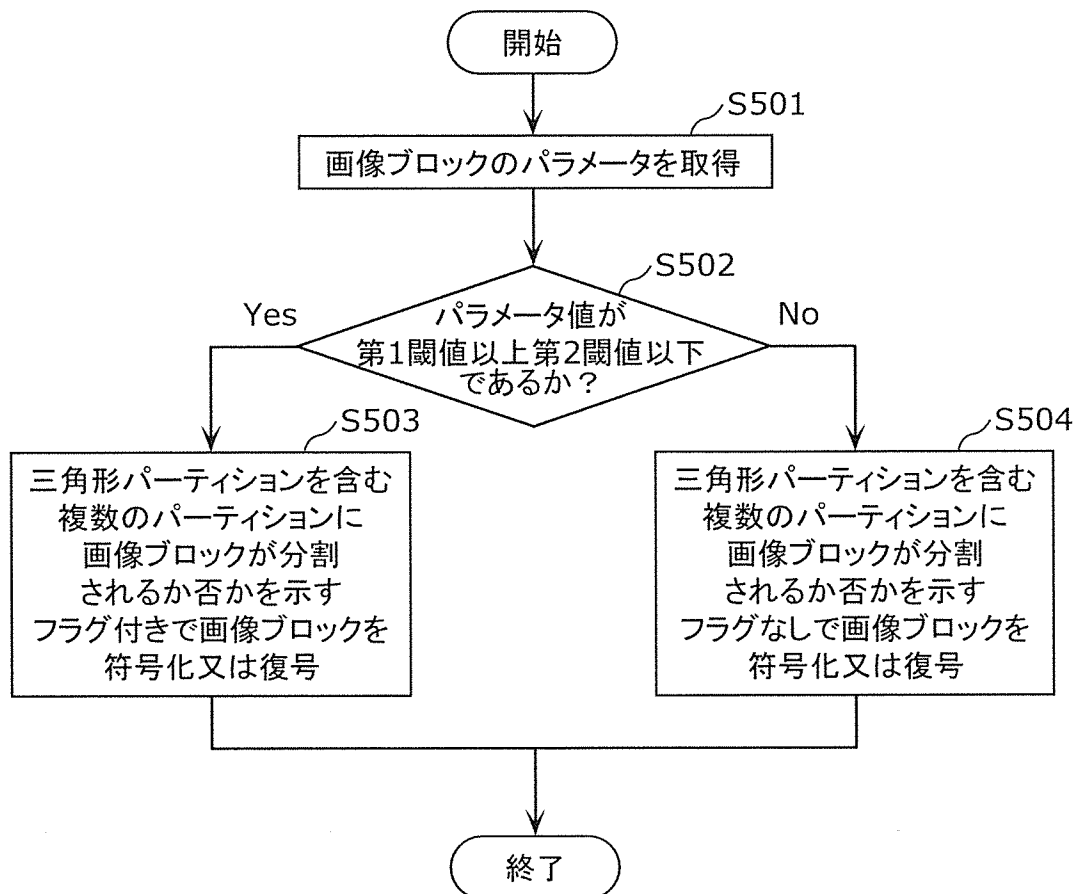 開始
S501
画像ブロックのパラメータを取得
S502
Yes
No
パラメータ値が
第1閾値以上第2閾値以下
であるか？
S503
三角形パーティションを含む
複数のパーティションに
画像ブロックが分割
されるか否かを示す
フラグ付きで画像ブロックを
符号化又は復号
S504
三角形パーティションを含む
複数のパーティションに
画像ブロックが分割
されるか否かを示す
フラグなしで画像ブロックを
符号化又は復号
終了